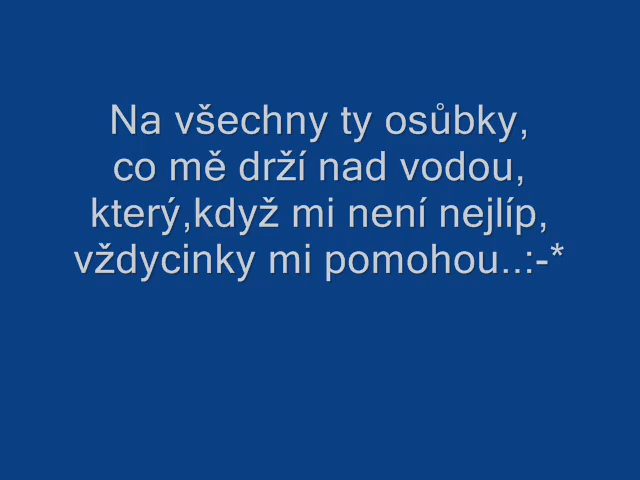 Na všechny ty osůbky,
co mě drží nad vodou,
který,když mi není nejlíp,
vždycinky mi pomohou..:-*